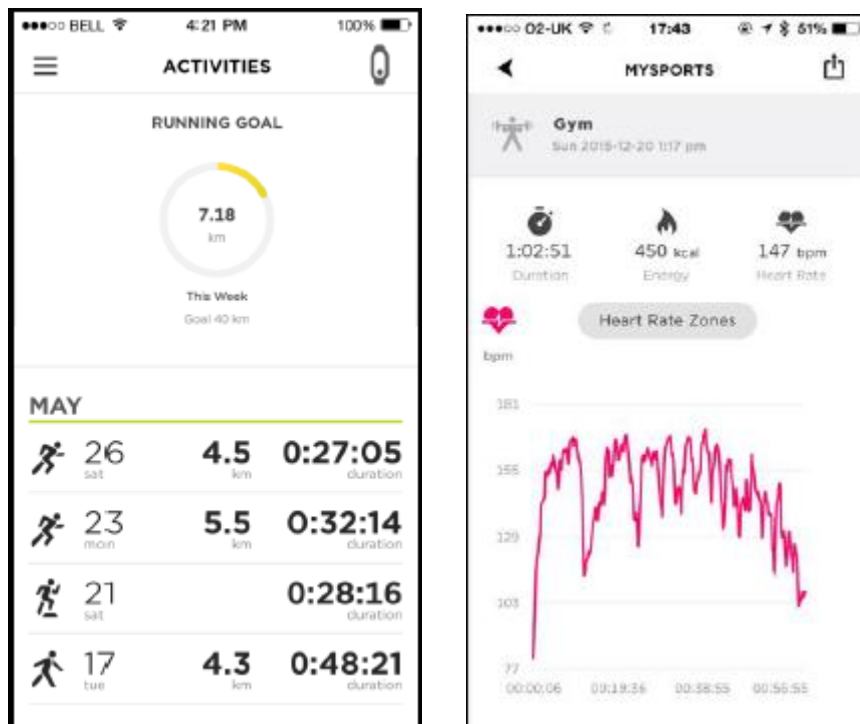 BELL 4:21 PM 100%
ACTIVITIES
RUNNING GOAL
7.18
km
This Week
Goal 40 km
MAY
26 4.5 0:27:05
sat km duration
23 5.5 0:32:14
mon km duration
21 0:28:16
sat duration
17 4.3 0:48:21
tue km duration
O2-UK 17:43 51%
MYSPORTS
Gym
Sun 2015-12-20 1:17 pm
1:02:51 450 kcal 147 bpm
Duration Energy Heart Rate
Heart Rate Zones
bpm
181
155
129
103
77
00:00:06 00:19:36 00:38:55 00:56:55